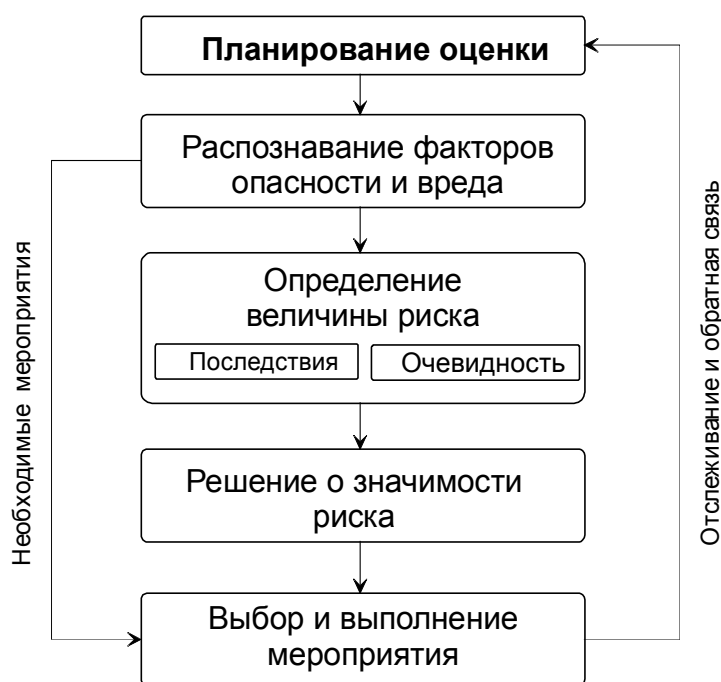 Планирование оценки
Распознавание факторов
опасности и вреда
Определение
величины риска
Последствия
Очевидность
Решение о значимости
риска
Выбор и выполнение
мероприятия
Необходимые мероприятия
Отслеживание и обратная связь